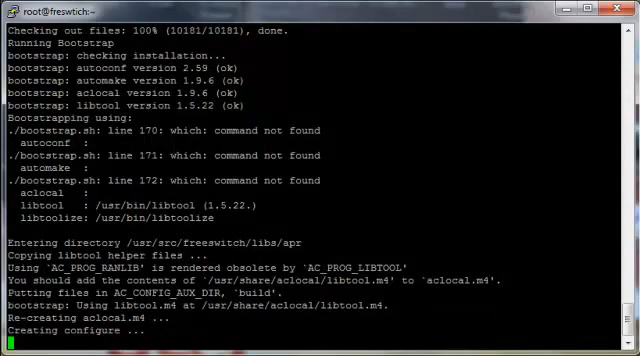 root@freswtich:~
Checking out files: 100% (10181/10181), done.
Running Bootstrap
bootstrap: checking installation...
bootstrap: autoconf version 2.59 (ok)
bootstrap: automake version 1.9.6 (ok)
bootstrap: aclocal version 1.9.6 (ok)
bootstrap: libtool version 1.5.22 (ok)
Bootstrapping using:
./bootstrap.sh: line 170: which: command not found
autoconf  :
./bootstrap.sh: line 171: which: command not found
automake  :
./bootstrap.sh: line 172: which: command not found
aclocal   :
libtool   : /usr/bin/libtool (1.5.22.)
libtoolize: /usr/bin/libtoolize
Entering directory /usr/src/freeswitch/libs/apr
Copying libtool helper files ...
Using `AC_PROG_RANLIB' is rendered obsolete by `AC_PROG_LIBTOOL'
You should add the contents of `/usr/share/aclocal/libtool.m4' to `aclocal.m4'.
Putting files in AC_CONFIG_AUX_DIR, `build'.
bootstrap: Using libtool.m4 at /usr/share/aclocal/libtool.m4.
Re-creating aclocal.m4 ...
Creating configure ...